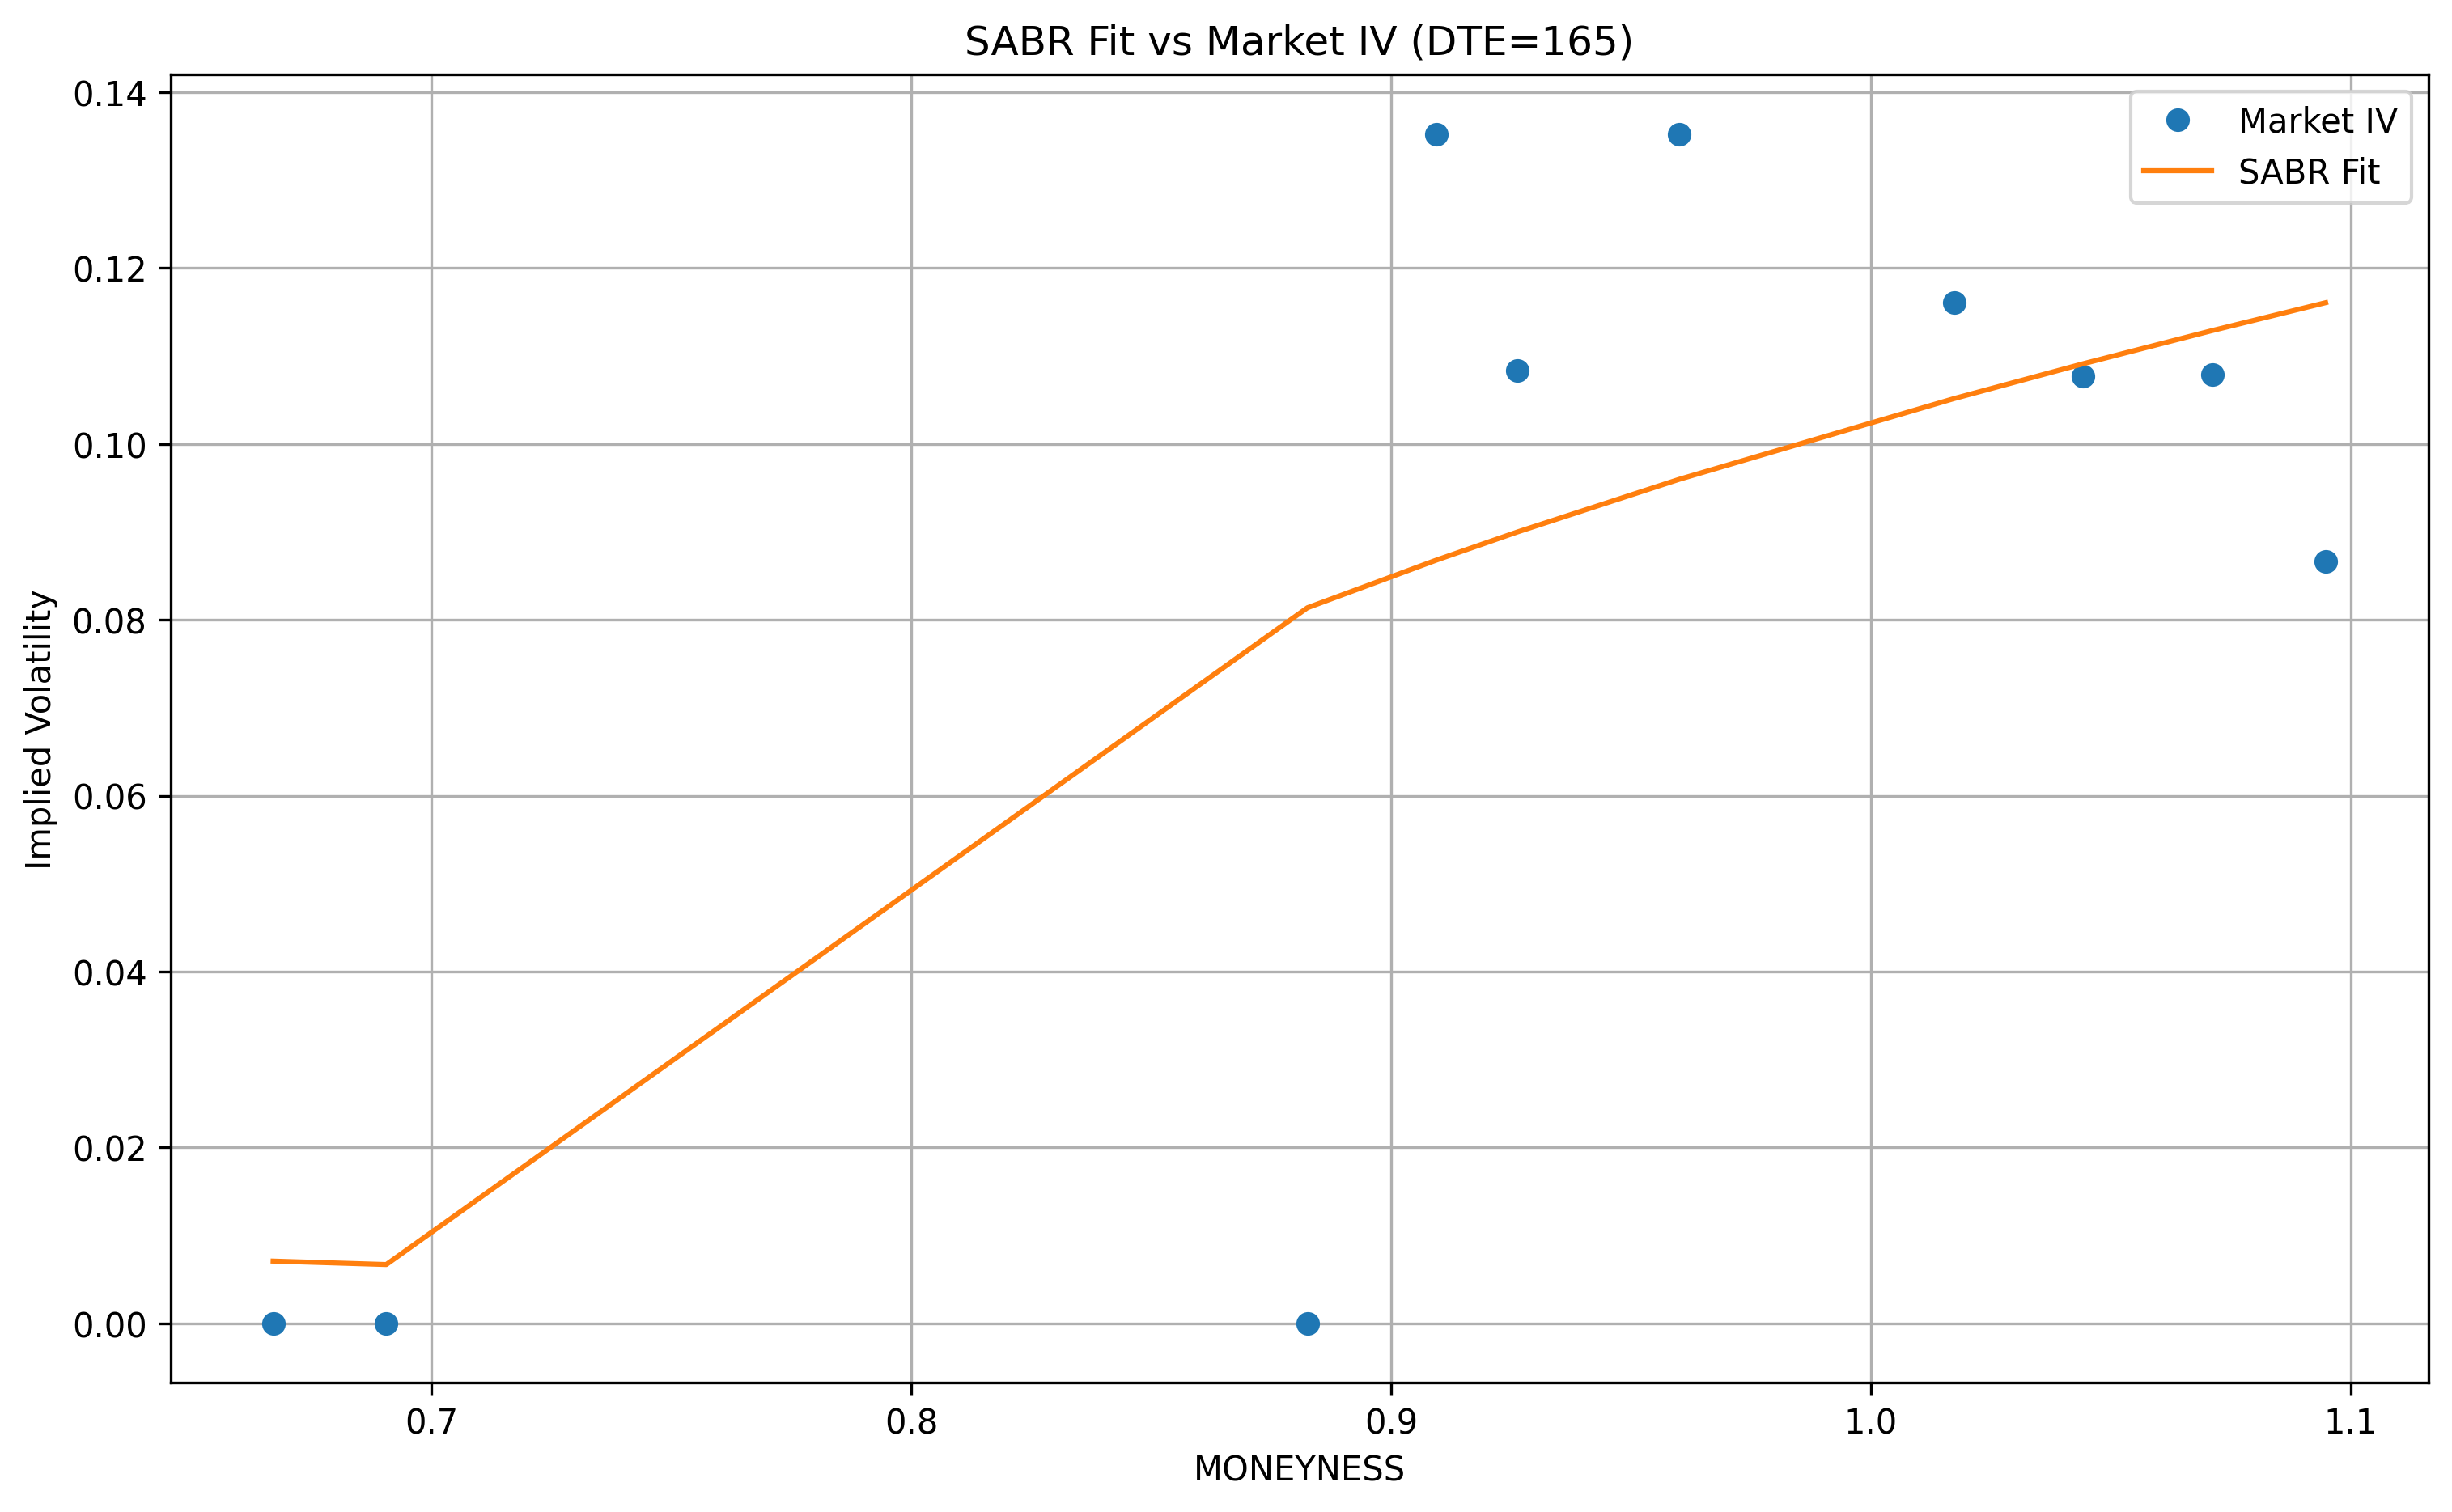 SABR Fit vs Market IV (DTE=165)
Market IV
SABR Fit
Implied Volatility
0.14
0.12
0.10
0.08
0.06
0.04
0.02
0.00
0.7
0.8
0.9
1.0
1.1
MONEYNESS